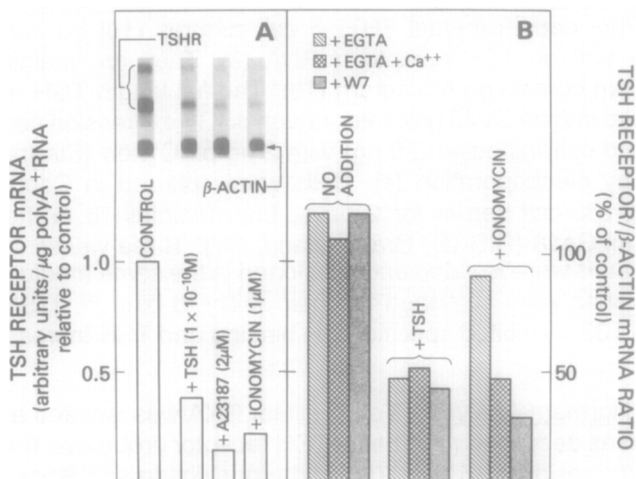 TSHR
A
β-ACTIN
TSH RECEPTOR mRNA
(arbitrary units/μg polyA⁺RNA
relative to control)
1.0
0.5
CONTROL
+ TSH (1 × 10⁻¹⁰M)
+ A23187 (2μM)
+ IONOMYCIN (1μM)
B
+ EGTA
+ EGTA + Ca⁺⁺
+ W7
NO
ADDITION
+ TSH
+ IONOMYCIN
100
50
TSH RECEPTOR/β-ACTIN mRNA RATIO
(% of control)